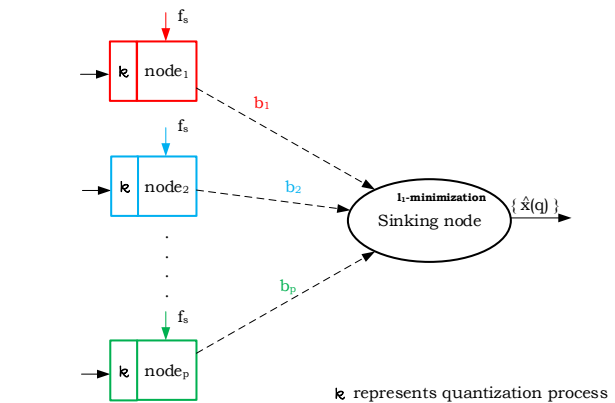 fₛ
𝓀 node₁
b₁
fₛ
𝓀 node₂
b₂
l₁-minimization
Sinking node
{ x̂(q) }
fₛ
𝓀 nodeₚ
bₚ
𝓀 represents quantization process